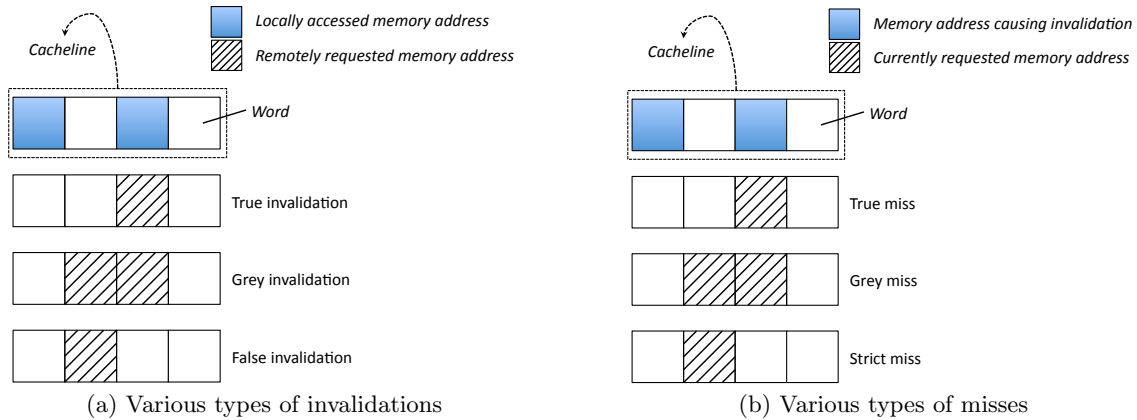 Cacheline
Locally accessed memory address
Remotely requested memory address
Word
True invalidation
Grey invalidation
False invalidation
(a) Various types of invalidations
Cacheline
Memory address causing invalidation
Currently requested memory address
Word
True miss
Grey miss
Strict miss
(b) Various types of misses